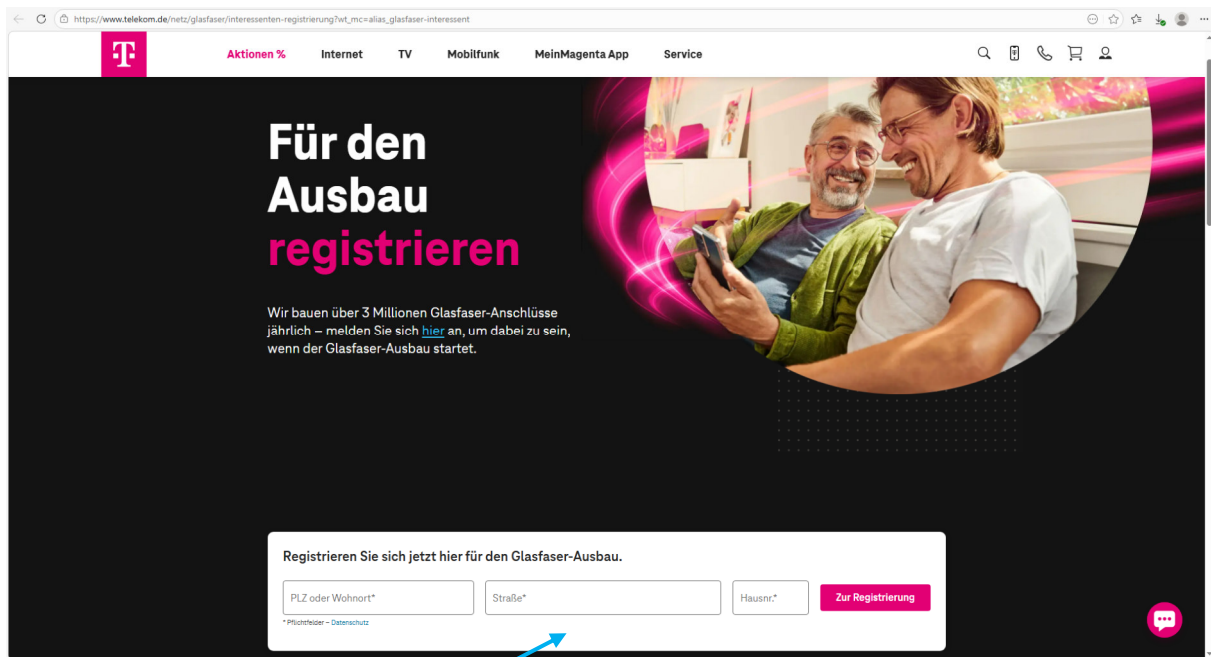 https://www.telekom.de/netz/glasfaser/interessenten-registrierung?wt_mc=alias_glasfaser-interessent
T
Aktionen % Internet TV Mobilfunk MeinMagenta App Service
Für den
Ausbau
registrieren
Wir bauen über 3 Millionen Glasfaser-Anschlüsse
jährlich – melden Sie sich hier an, um dabei zu sein,
wenn der Glasfaser-Ausbau startet.
Registrieren Sie sich jetzt hier für den Glasfaser-Ausbau.
PLZ oder Wohnort* Straße* Hausnr.* Zur Registrierung
* Pflichtfelder – Datenschutz